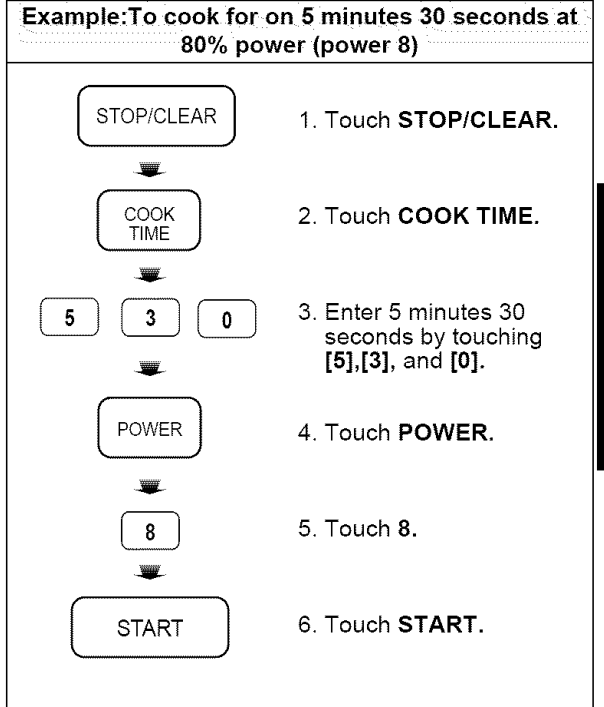 Example:To cook for on 5 minutes 30 seconds at
80% power (power 8)
STOP/CLEAR
1. Touch STOP/CLEAR.
COOK
TIME
2. Touch COOK TIME.
5 3 0
3. Enter 5 minutes 30
seconds by touching
[5],[3], and [0].
POWER
4. Touch POWER.
8
5. Touch 8.
START
6. Touch START.